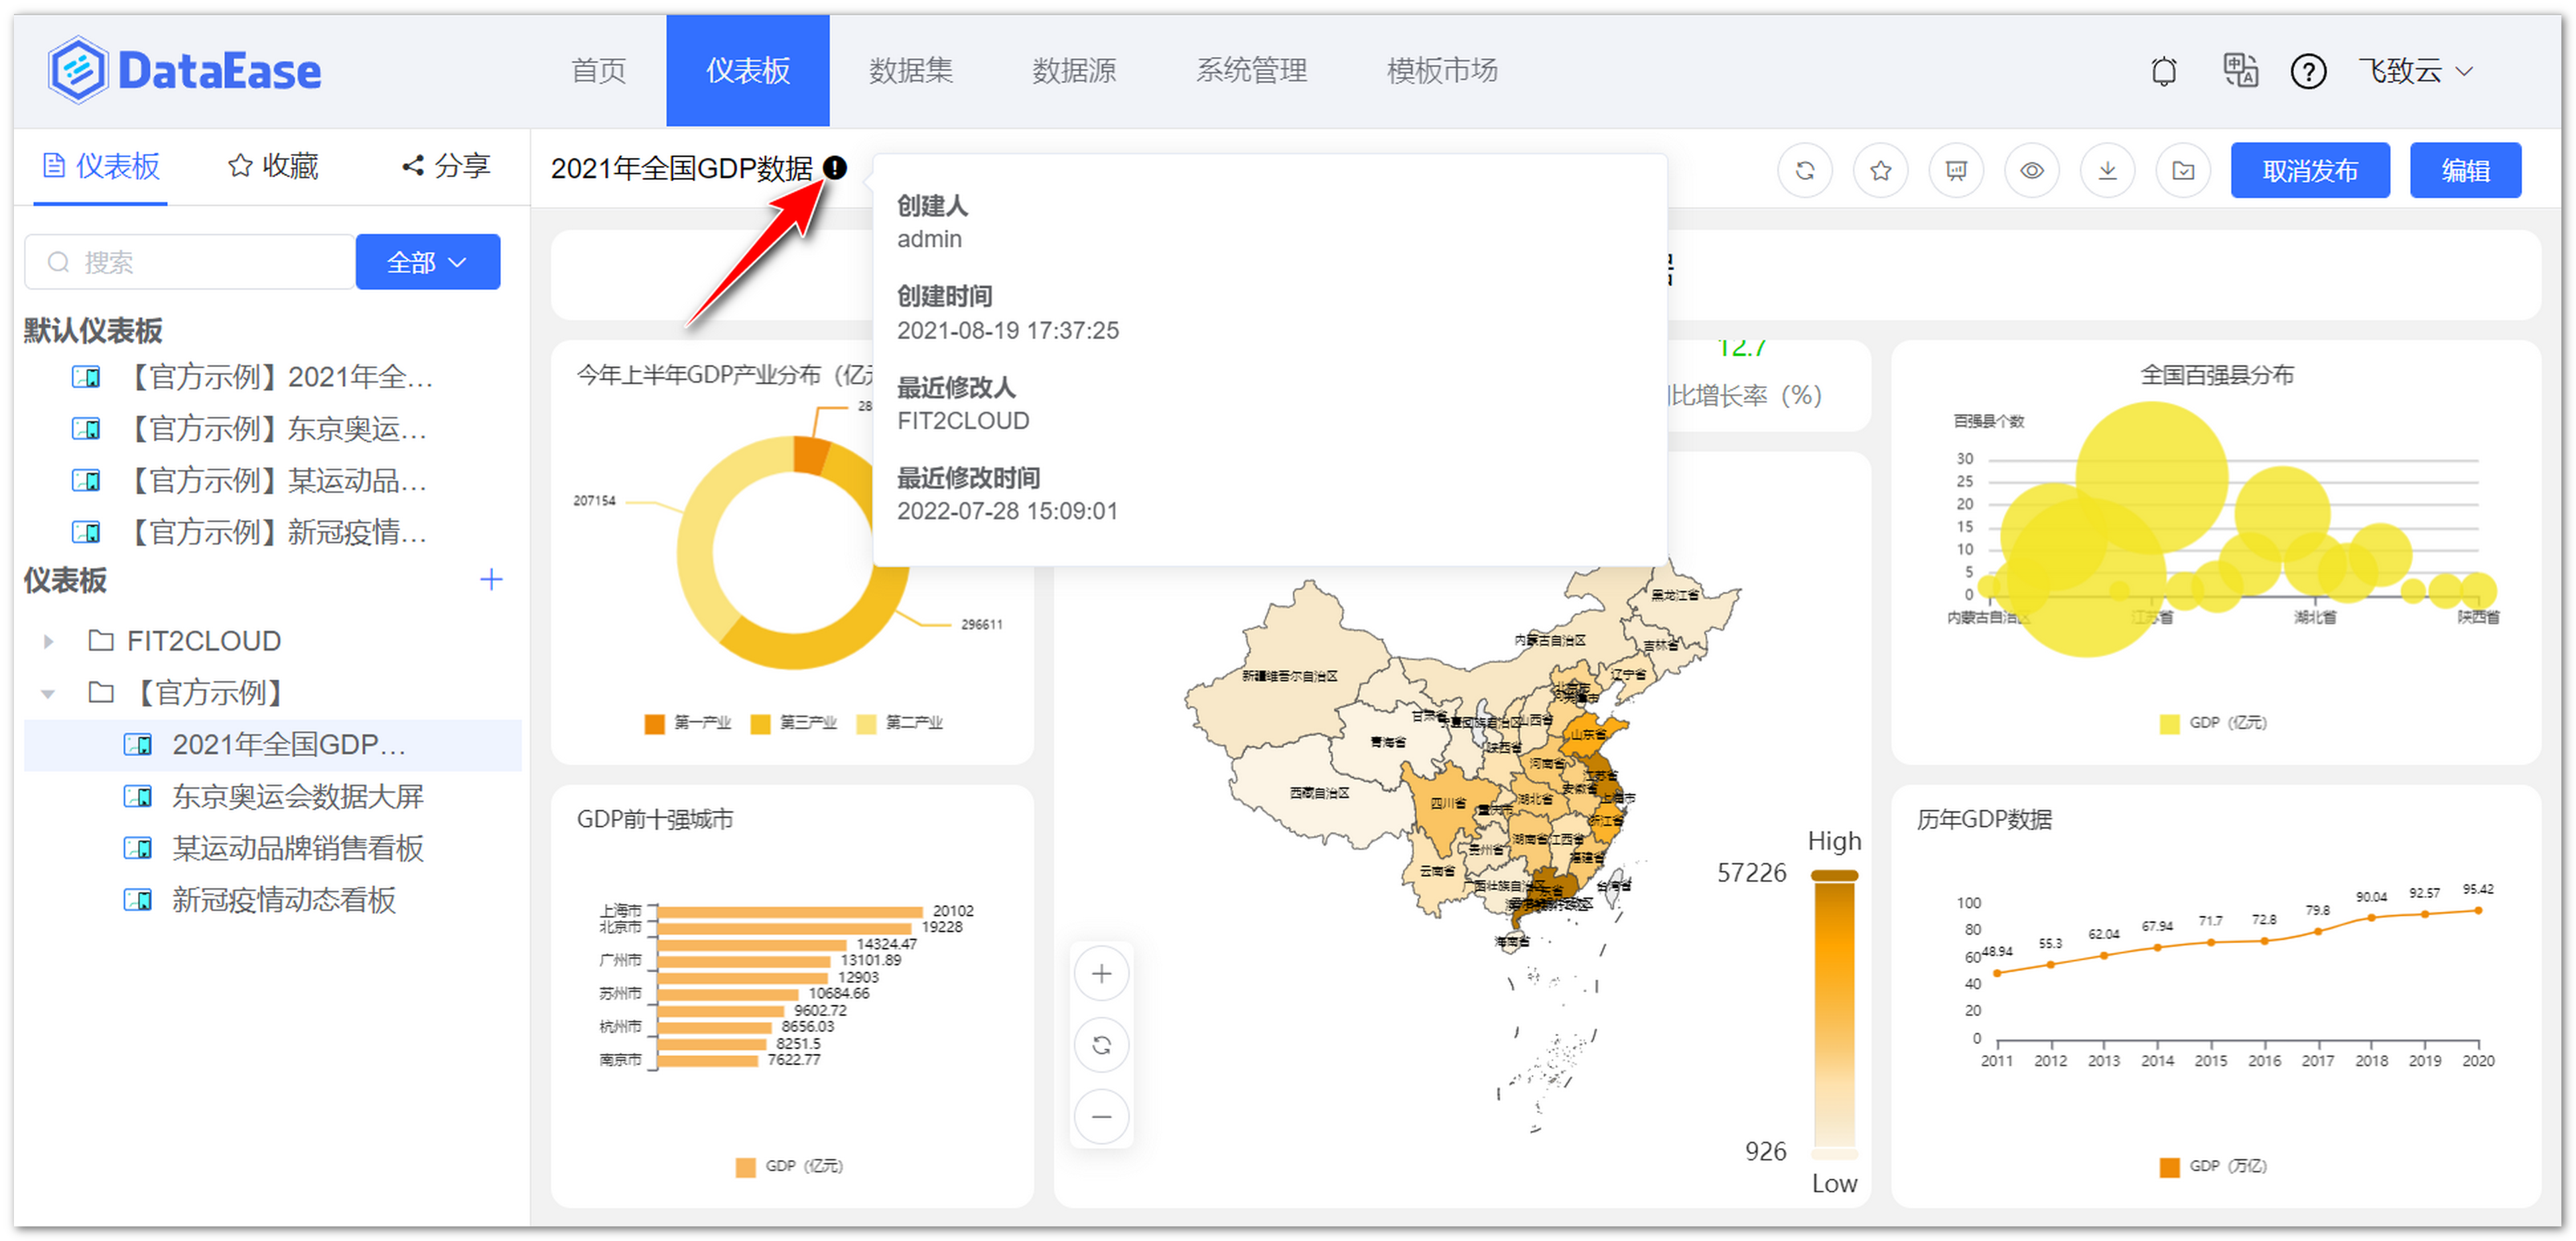 DataEase
首页
仪表板
数据集
数据源
系统管理
模板市场
飞致云
仪表板
收藏
分享
2021年全国GDP数据
取消发布
编辑
搜索
全部
默认仪表板
【官方示例】2021年全...
【官方示例】东京奥运...
【官方示例】某运动品...
【官方示例】新冠疫情...
仪表板
FIT2CLOUD
【官方示例】
2021年全国GDP...
东京奥运会数据大屏
某运动品牌销售看板
新冠疫情动态看板
创建人
admin
创建时间
2021-08-19 17:37:25
最近修改人
FIT2CLOUD
最近修改时间
2022-07-28 15:09:01
今年上半年GDP产业分布（亿
28
207154
296611
第一产业
第三产业
第二产业
12.7
比增长率（%）
GDP前十强城市
上海市
20102
北京市
19228
14324.47
广州市
13101.89
12903
苏州市
10684.66
9602.72
杭州市
8656.03
8251.5
南京市
7622.77
GDP（亿元）
黑龙江省
内蒙古自治区
吉林省
新疆维吾尔自治区
辽宁省
北京市
甘肃省
山西省
山东省
青海省
陕西省
河南省
江苏省
西藏自治区
安徽省
四川省
湖北省
上海市
重庆市
浙江省
湖南省
江西省
贵州省
福建省
云南省
广西壮族自治区
台湾省
海南省
High
57226
926
Low
全国百强县分布
百强县个数
30
25
20
15
10
5
0
内蒙古自治区
江苏省
湖北省
陕西省
GDP（亿元）
历年GDP数据
100
80
60
40
20
0
48.94
55.3
62.04
67.94
71.7
72.8
79.8
90.04
92.57
95.42
2011
2012
2013
2014
2015
2016
2017
2018
2019
2020
GDP（万亿）